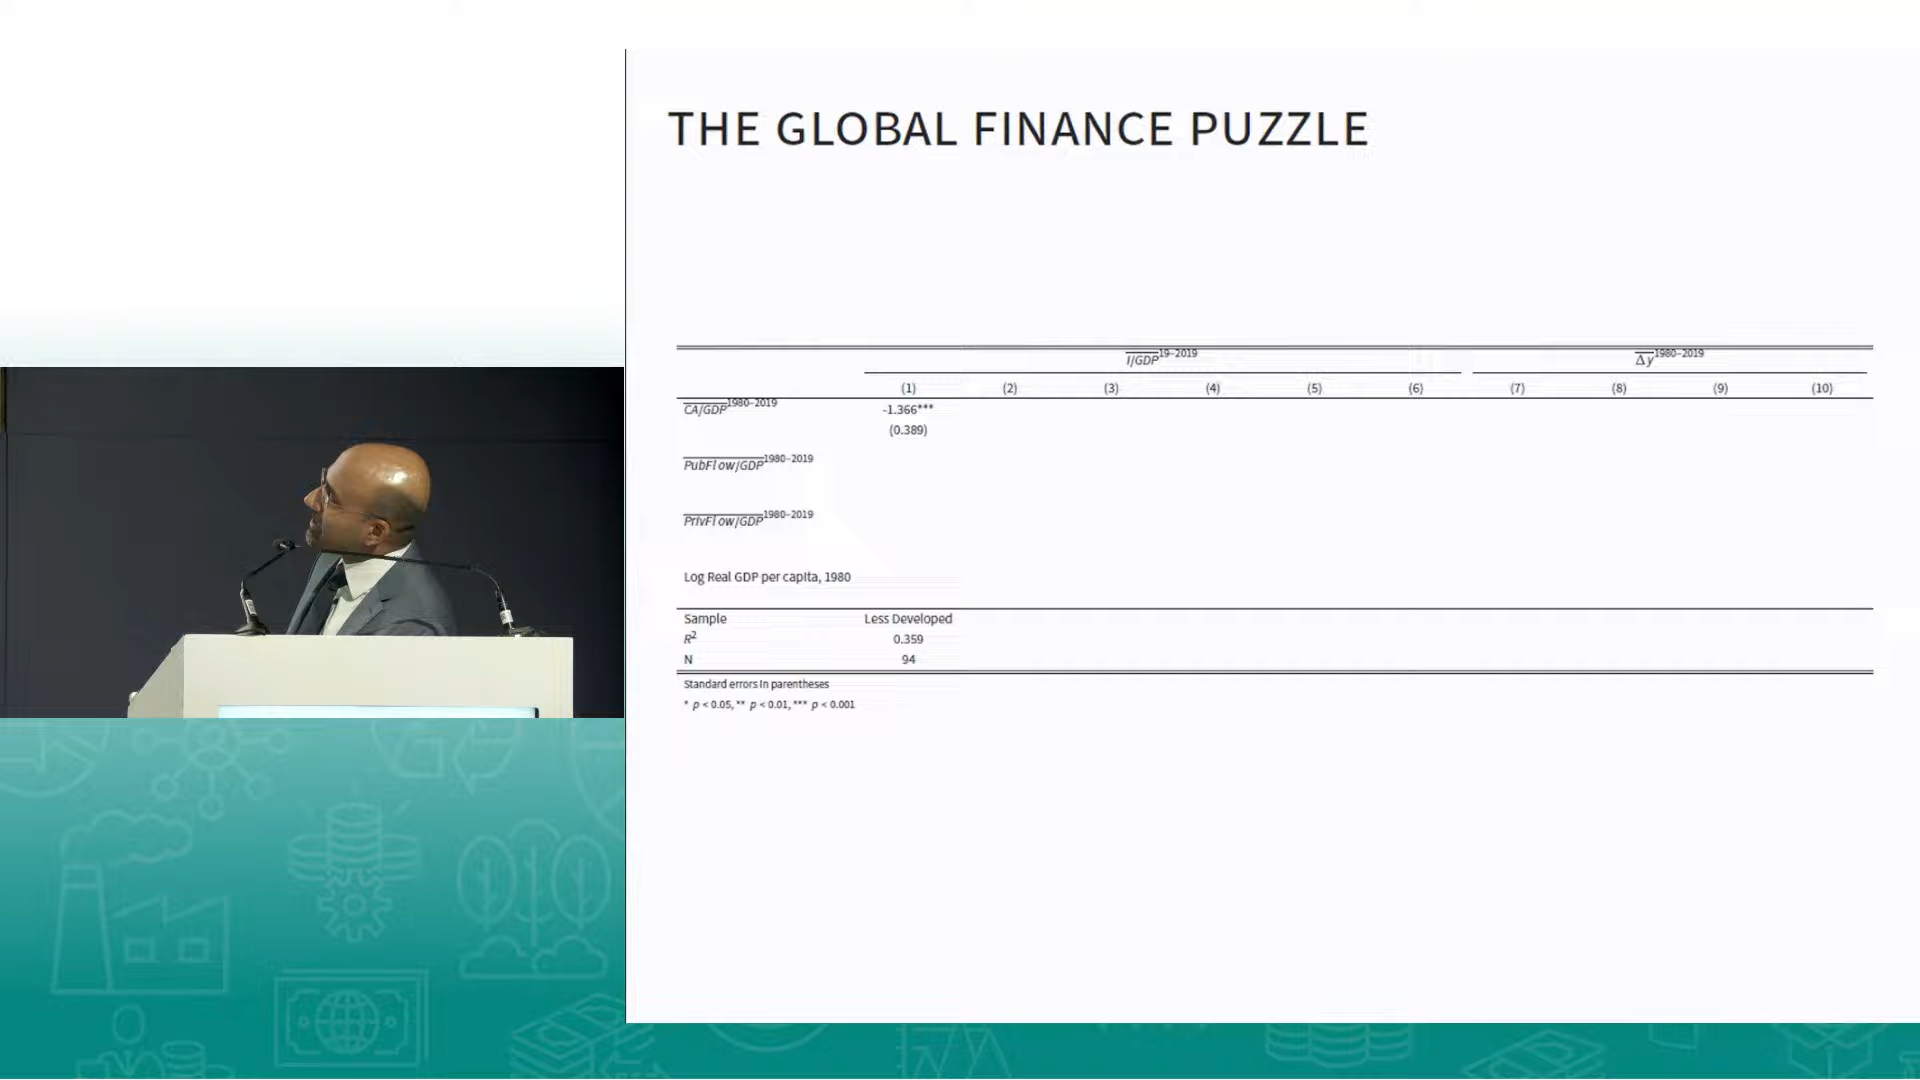 THE GLOBAL FINANCE PUZZLE
I/GDP 19–2019 Δy 1980–2019
(1) (2) (3) (4) (5) (6) (7) (8) (9) (10)
CA/GDP 1980–2019 -1.366***
(0.389)
PubFlow/GDP 1980–2019
PrivFlow/GDP 1980–2019
Log Real GDP per capita, 1980
Sample Less Developed
R2 0.359
N 94
Standard errors in parentheses
* p < 0.05, ** p < 0.01, *** p < 0.001